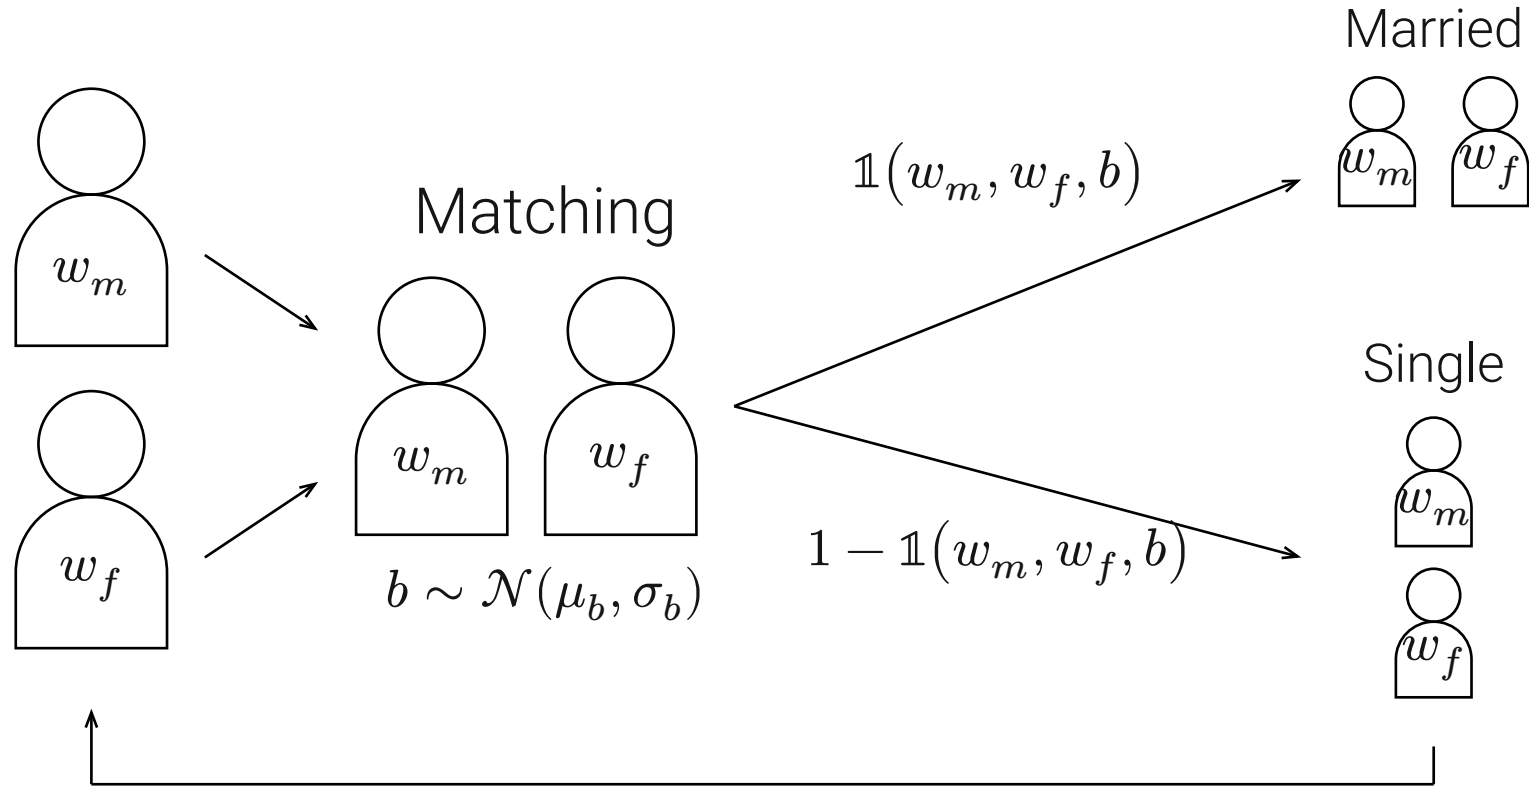 Married
w_m
w_f
𝟙(w_m, w_f, b)
Matching
w_m
w_m
w_f
Single
w_m
w_f
1 − 𝟙(w_m, w_f, b)
b ∼ 𝒩(μ_b, σ_b)
w_f